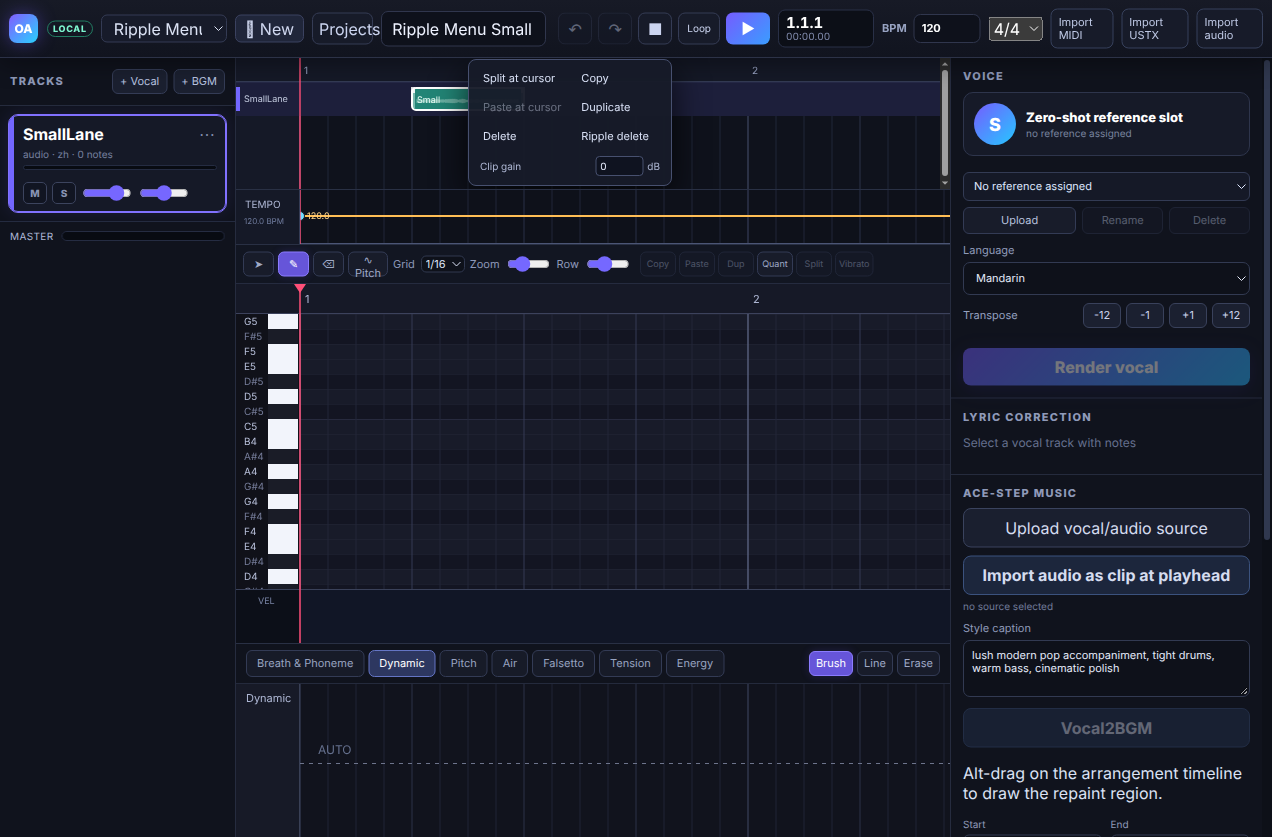 OA
LOCAL
Ripple Menu
New
Projects
Ripple Menu Small
Loop
1.1.1
00:00.00
BPM
120
4/4
Import MIDI
Import USTX
Import audio
TRACKS
+ Vocal
+ BGM
SmallLane
audio · zh · 0 notes
M
S
MASTER
1
2
SmallLane
Small
Split at cursor
Copy
Paste at cursor
Duplicate
Delete
Ripple delete
Clip gain
0
dB
TEMPO
120.0 BPM
120.0
Pitch
Grid
1/16
Zoom
Row
Copy
Paste
Dup
Quant
Split
Vibrato
1
2
G5
F#5
F5
E5
D#5
D5
C#5
C5
B4
A#4
A4
G#4
G4
F#4
F4
E4
D#4
D4
VEL
Breath & Phoneme
Dynamic
Pitch
Air
Falsetto
Tension
Energy
Brush
Line
Erase
Dynamic
AUTO
VOICE
S
Zero-shot reference slot
no reference assigned
No reference assigned
Upload
Rename
Delete
Language
Mandarin
Transpose
-12
-1
+1
+12
Render vocal
LYRIC CORRECTION
Select a vocal track with notes
ACE-STEP MUSIC
Upload vocal/audio source
Import audio as clip at playhead
no source selected
Style caption
lush modern pop accompaniment, tight drums,
warm bass, cinematic polish
Vocal2BGM
Alt-drag on the arrangement timeline
to draw the repaint region.
Start
End